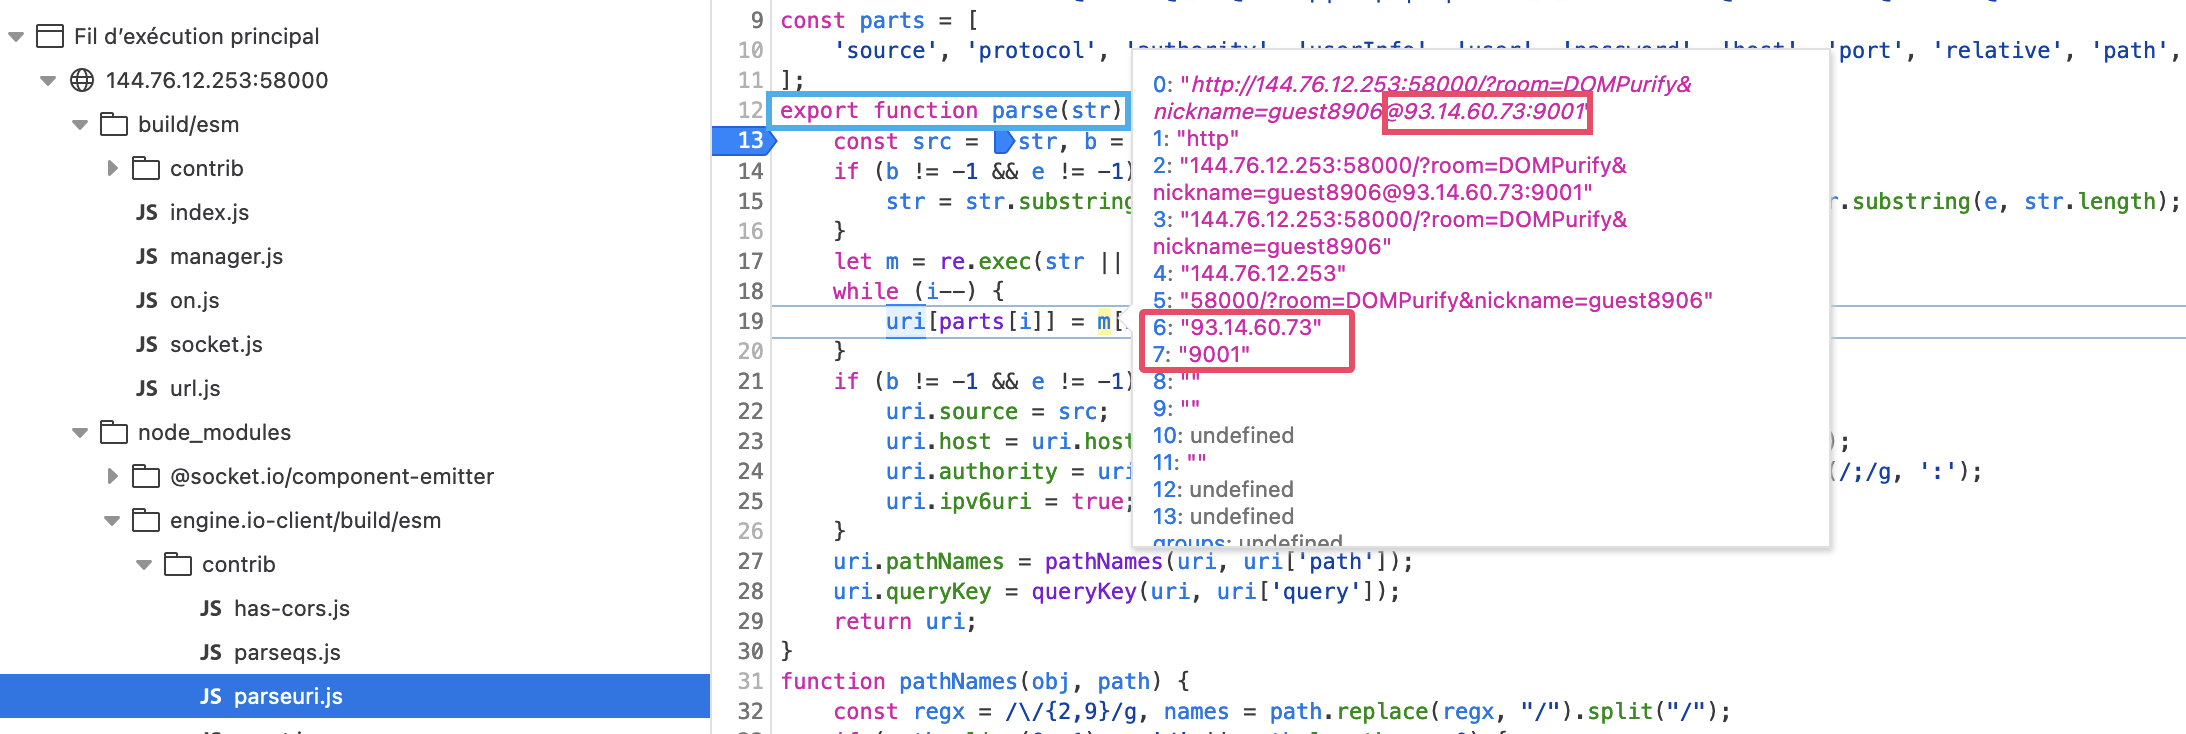 Fil d’exécution principal
144.76.12.253:58000
build/esm
contrib
JS index.js
JS manager.js
JS on.js
JS socket.js
JS url.js
node_modules
@socket.io/component-emitter
engine.io-client/build/esm
contrib
JS has-cors.js
JS parseqs.js
JS parseuri.js
9 const parts = [
10 'source', 'protocol', 'authority', 'userInfo', 'user', 'password', 'host', 'port', 'relative', 'path',
11 ];
12 export function parse(str)
13 const src = str, b =
14 if (b != -1 && e != -1)
15 str = str.substring r.substring(e, str.length);
16 }
17 let m = re.exec(str ||
18 while (i--) {
19 uri[parts[i]] = m[
20 }
21 if (b != -1 && e != -1)
22 uri.source = src;
23 uri.host = uri.host );
24 uri.authority = uri (/;/g, ':');
25 uri.ipv6uri = true;
26 }
27 uri.pathNames = pathNames(uri, uri['path']);
28 uri.queryKey = queryKey(uri, uri['query']);
29 return uri;
30 }
31 function pathNames(obj, path) {
32 const regx = /\/{2,9}/g, names = path.replace(regx, "/").split("/");
0: "http://144.76.12.253:58000/?room=DOMPurify&
nickname=guest8906@93.14.60.73:9001"
1: "http"
2: "144.76.12.253:58000/?room=DOMPurify&
nickname=guest8906@93.14.60.73:9001"
3: "144.76.12.253:58000/?room=DOMPurify&
nickname=guest8906"
4: "144.76.12.253"
5: "58000/?room=DOMPurify&nickname=guest8906"
6: "93.14.60.73"
7: "9001"
8: ""
9: ""
10: undefined
11: ""
12: undefined
13: undefined
groups: undefined